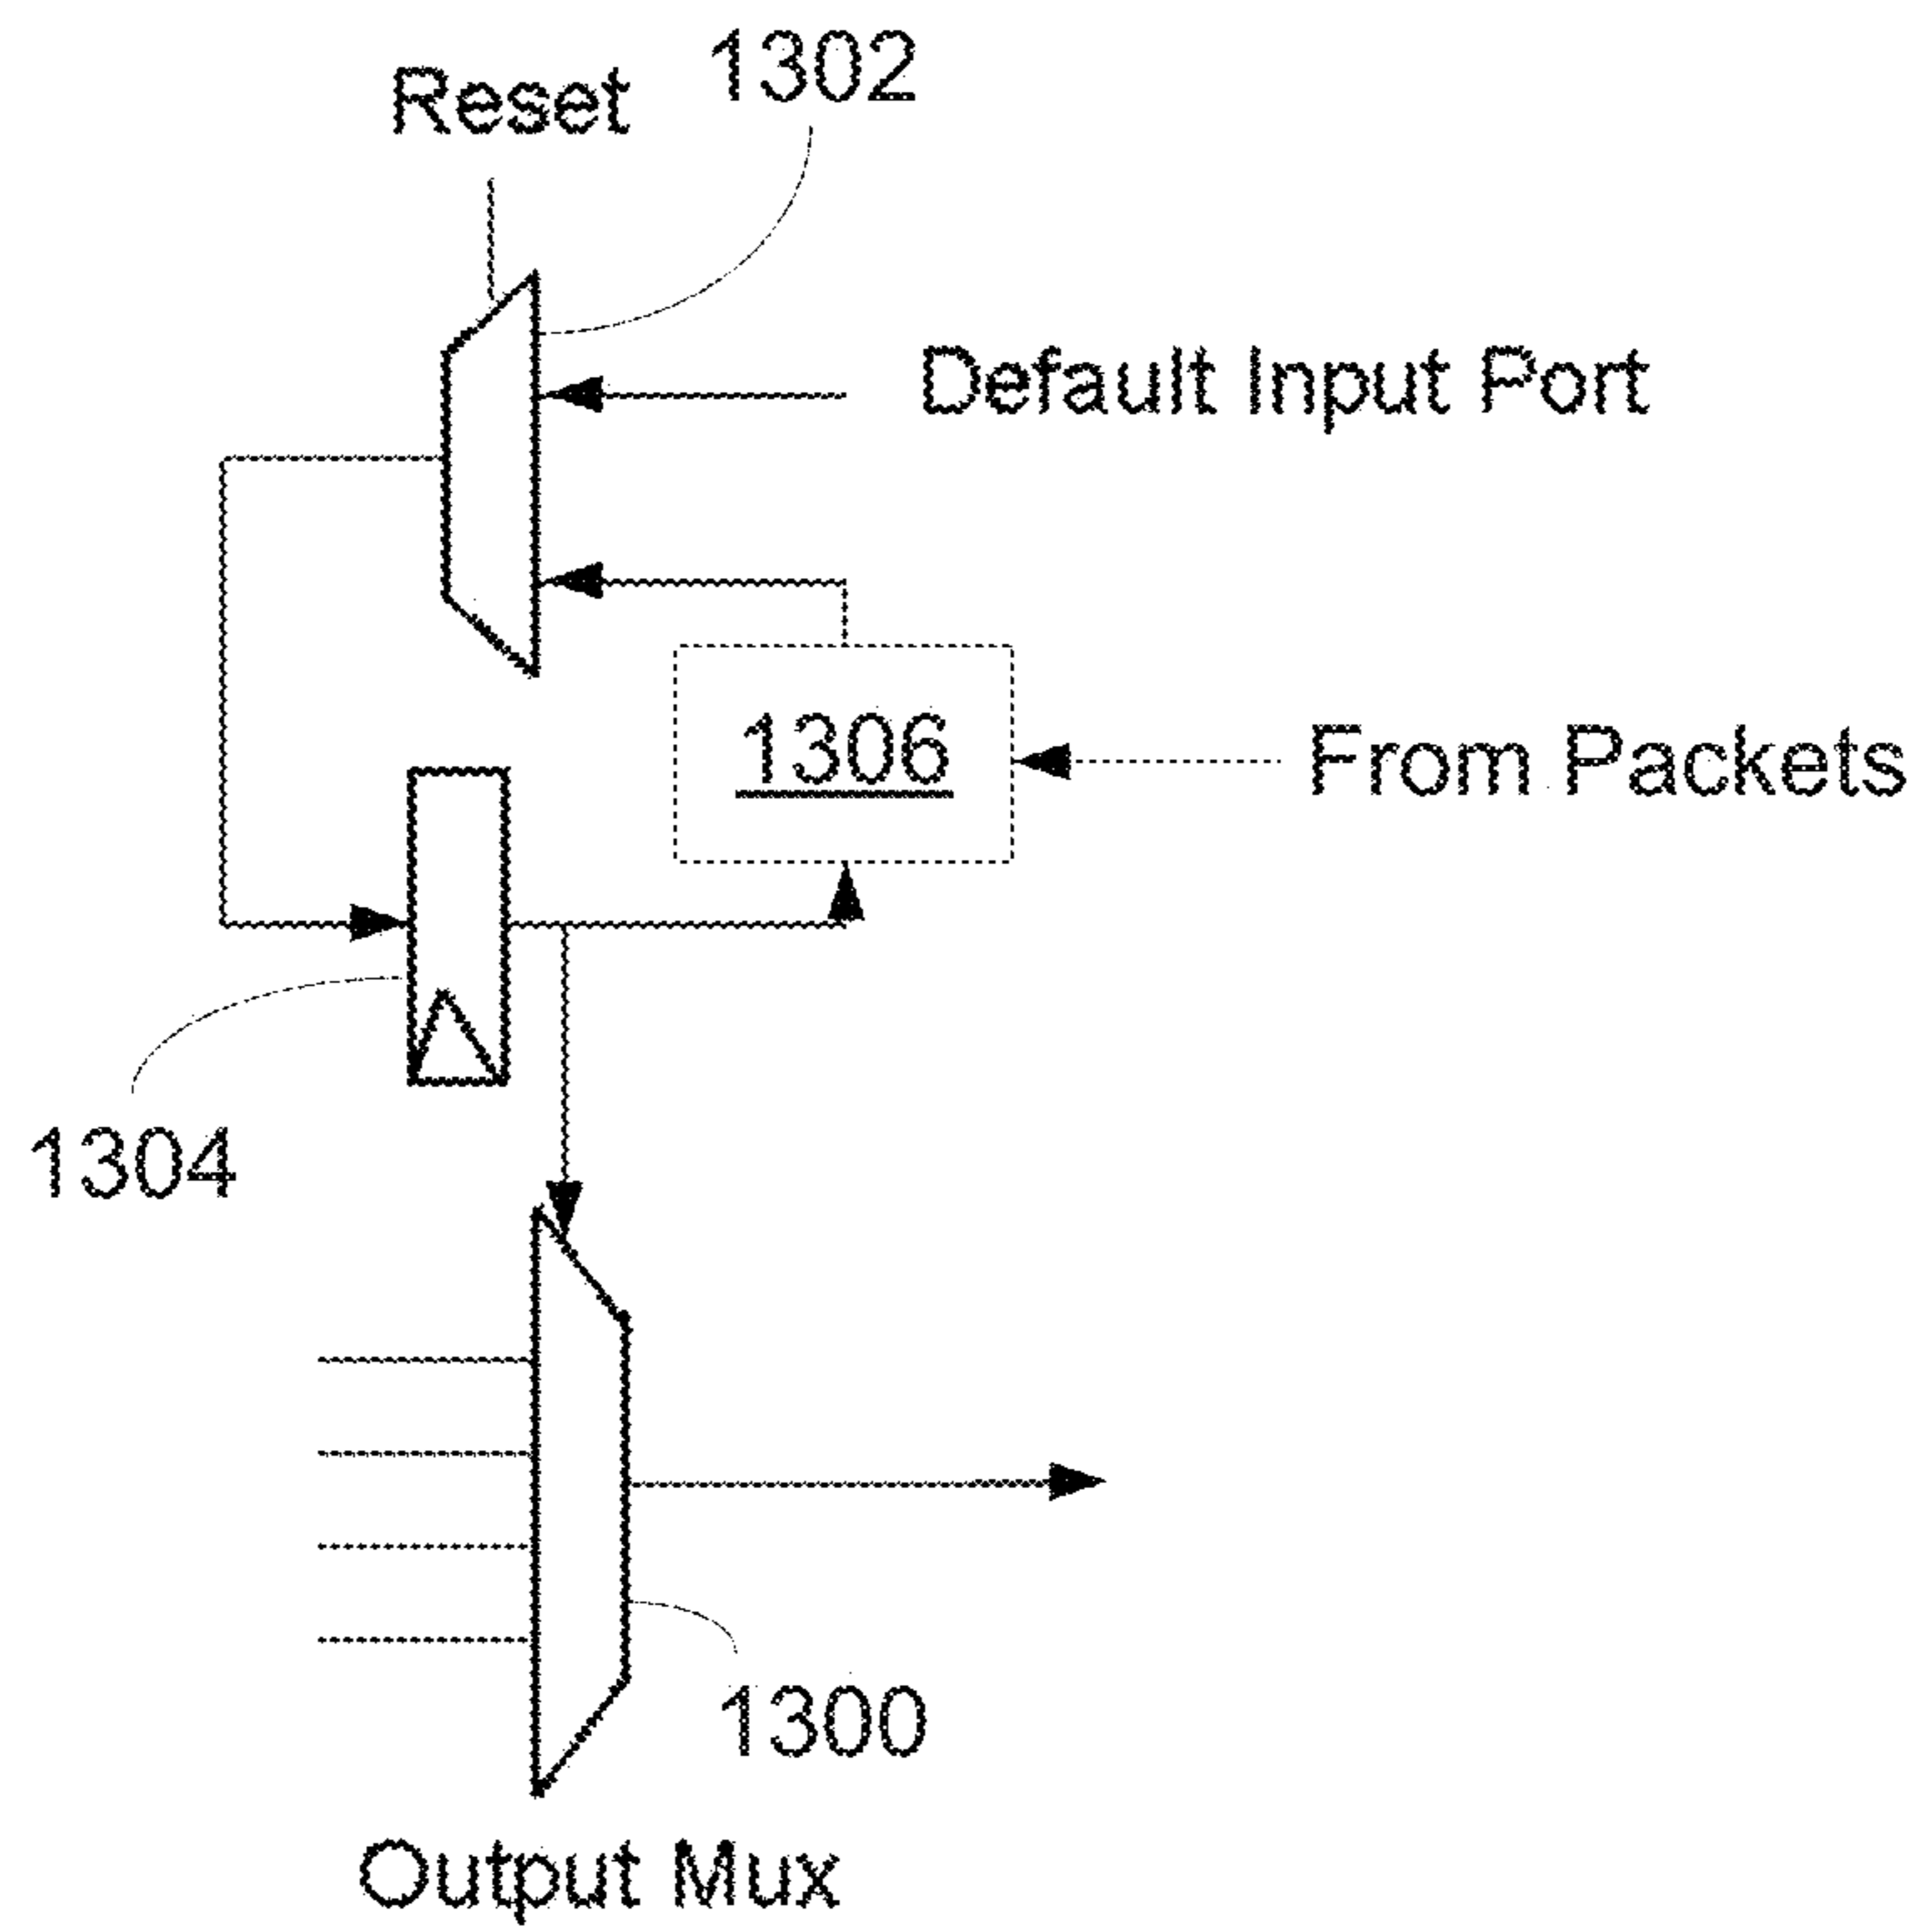 1302
Reset
Default Input Port
1306
From Packets
1304
1300
Output Mux